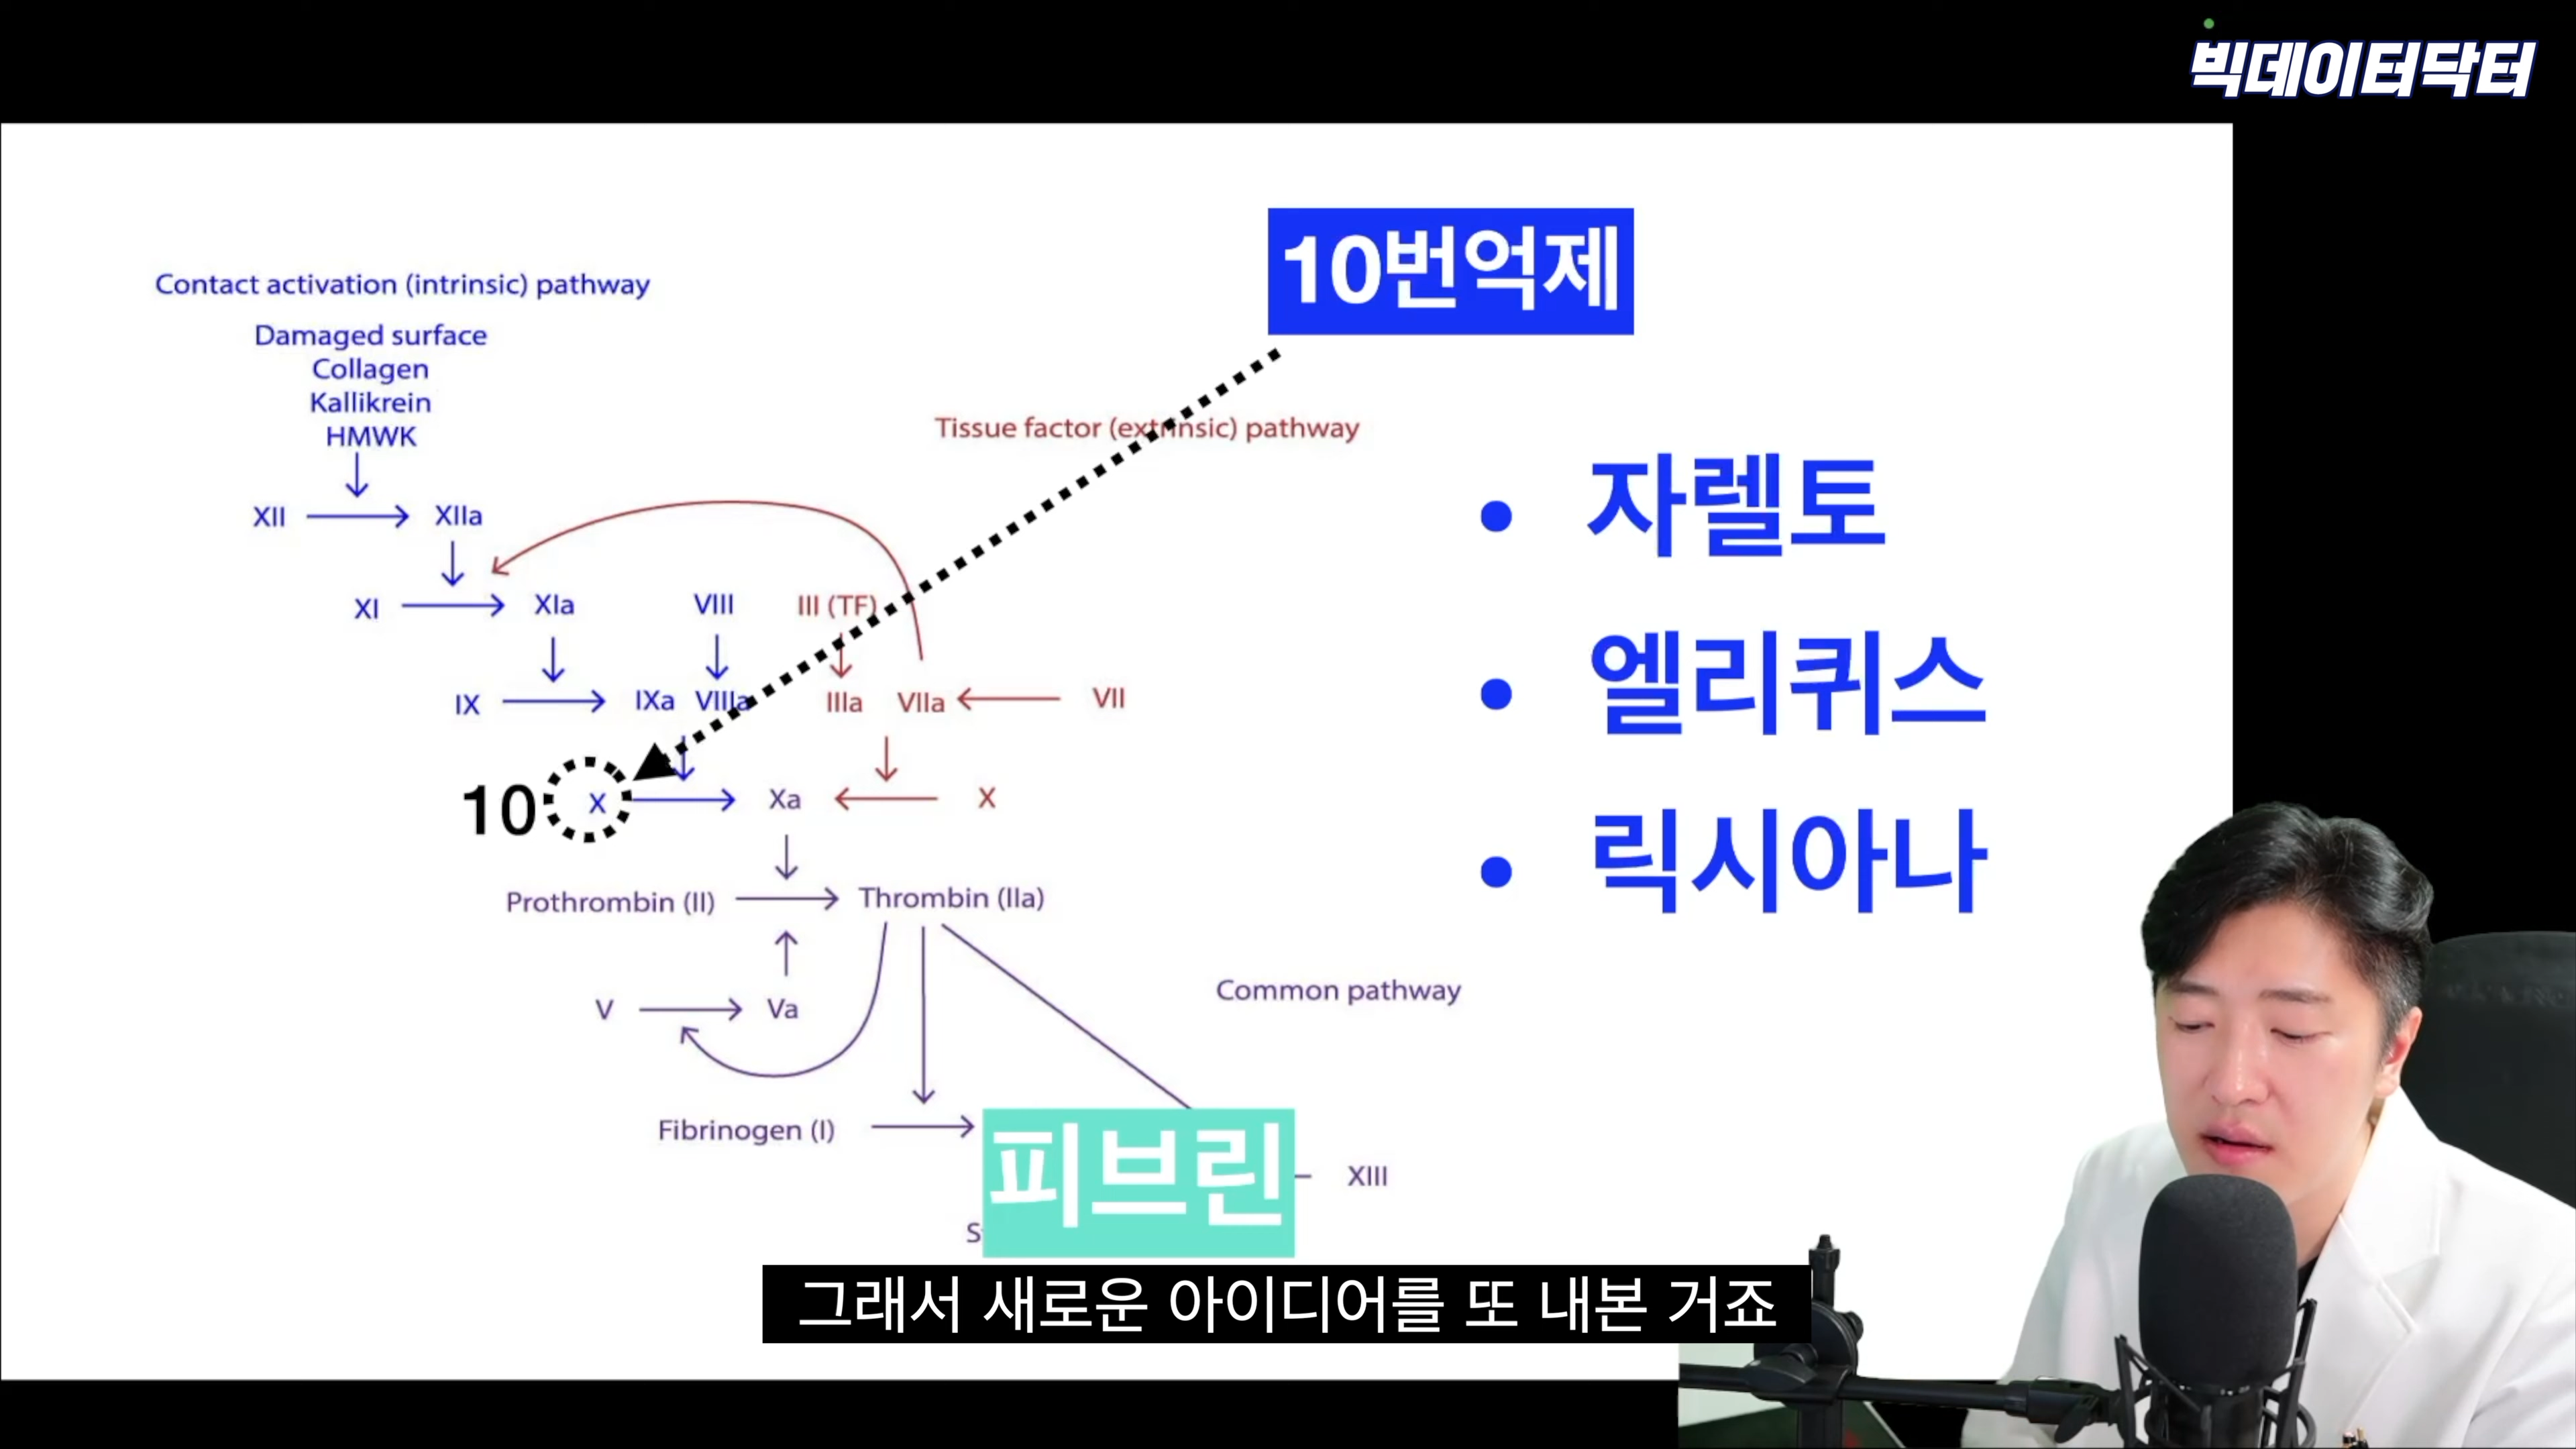 빅데이터닥터
10번억제
Contact activation (intrinsic) pathway
Damaged surface
Collagen
Kallikrein
HMWK
Tissue factor (extrinsic) pathway
XII XIIa
XI XIa VIII III (TF)
IX IXa VIIIa IIIa VIIa VII
10 X Xa X
Prothrombin (II) Thrombin (IIa)
V Va
Common pathway
Fibrinogen (I) 피브린
XIII
• 자렐토
• 엘리퀴스
• 릭시아나
그래서 새로운 아이디어를 또 내본 거죠